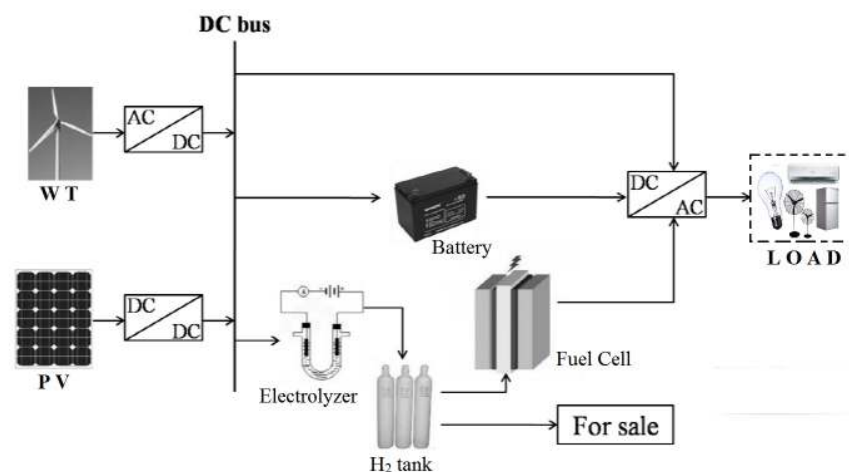 DC bus
AC
DC
W T
DC
AC
L O A D
Battery
DC
DC
P V
Electrolyzer
Fuel Cell
H₂ tank
For sale